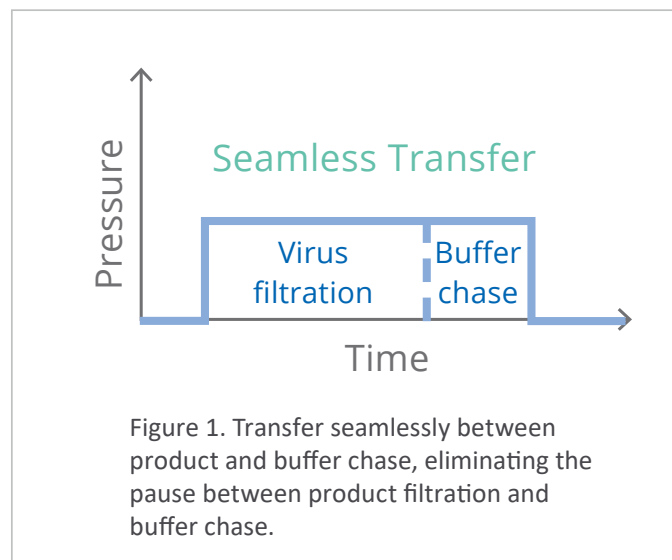 Seamless Transfer
Pressure
Virus
filtration
Buffer
chase
Time
Figure 1. Transfer seamlessly between
product and buffer chase, eliminating the
pause between product filtration and
buffer chase.